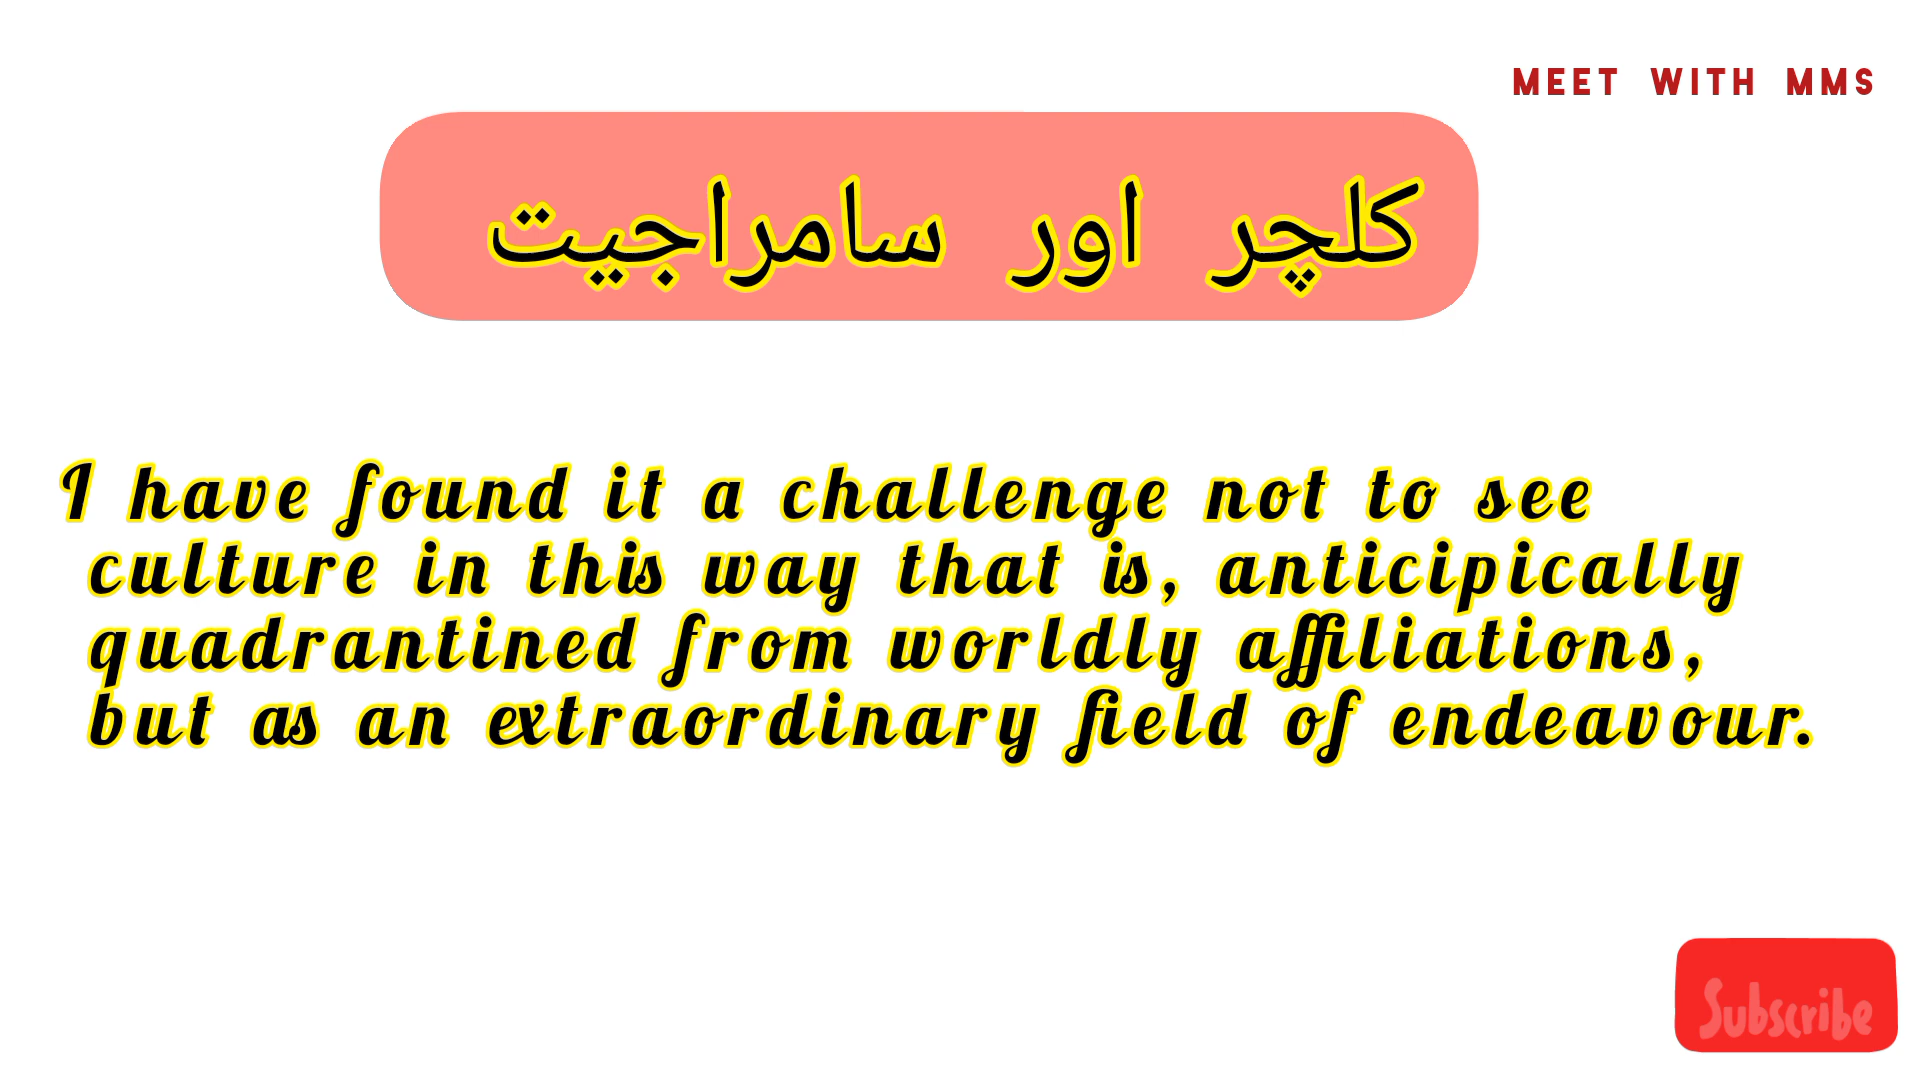 MEET WITH MMS
کلچر اور سامراجیت
I have found it a challenge not to see
culture in this way that is, anticipically
quadrantined from worldly affiliations,
but as an extraordinary field of endeavour.
Subscribe